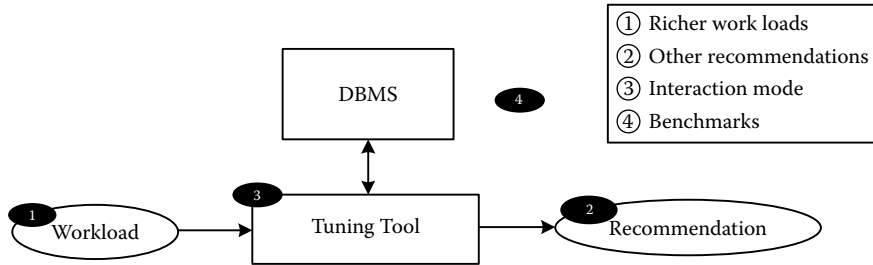 ① Richer work loads
② Other recommendations
③ Interaction mode
④ Benchmarks
DBMS
4
3
1
2
Workload
Tuning Tool
Recommendation